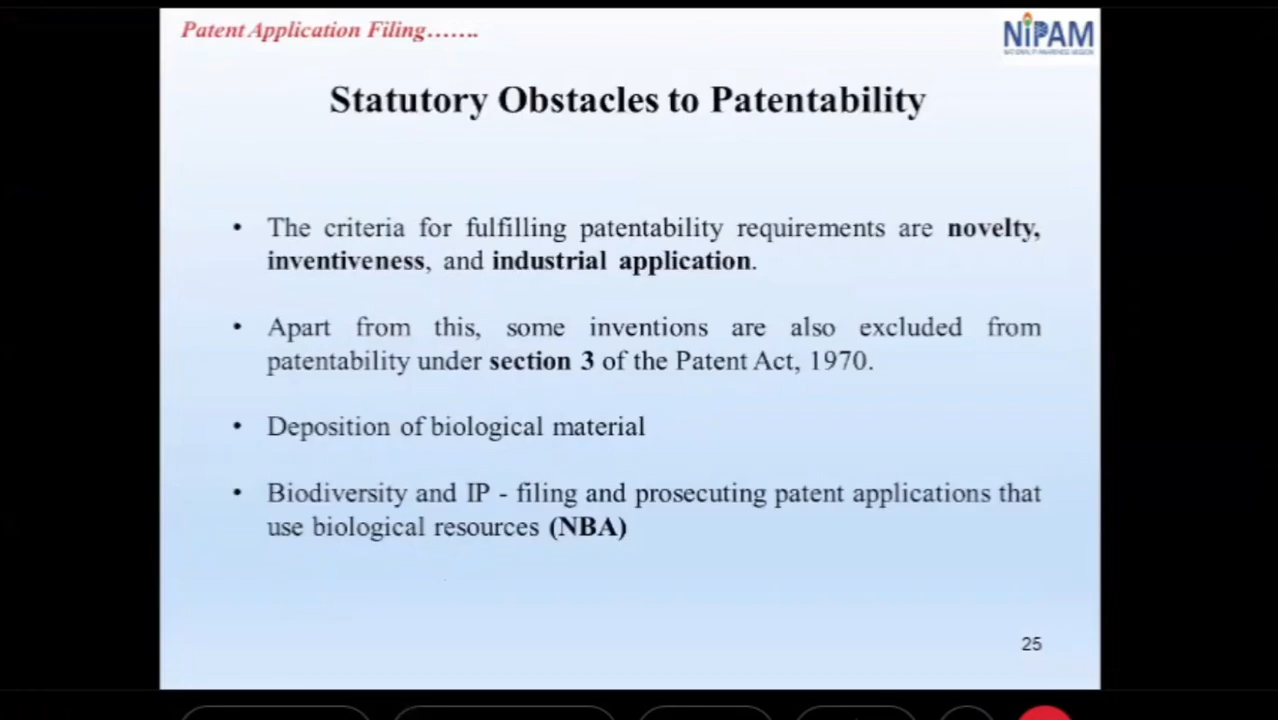 Patent Application Filing…….
NiPAM
Statutory Obstacles to Patentability
• The criteria for fulfilling patentability requirements are novelty,
inventiveness, and industrial application.
• Apart from this, some inventions are also excluded from
patentability under section 3 of the Patent Act, 1970.
• Deposition of biological material
• Biodiversity and IP - filing and prosecuting patent applications that
use biological resources (NBA)
25